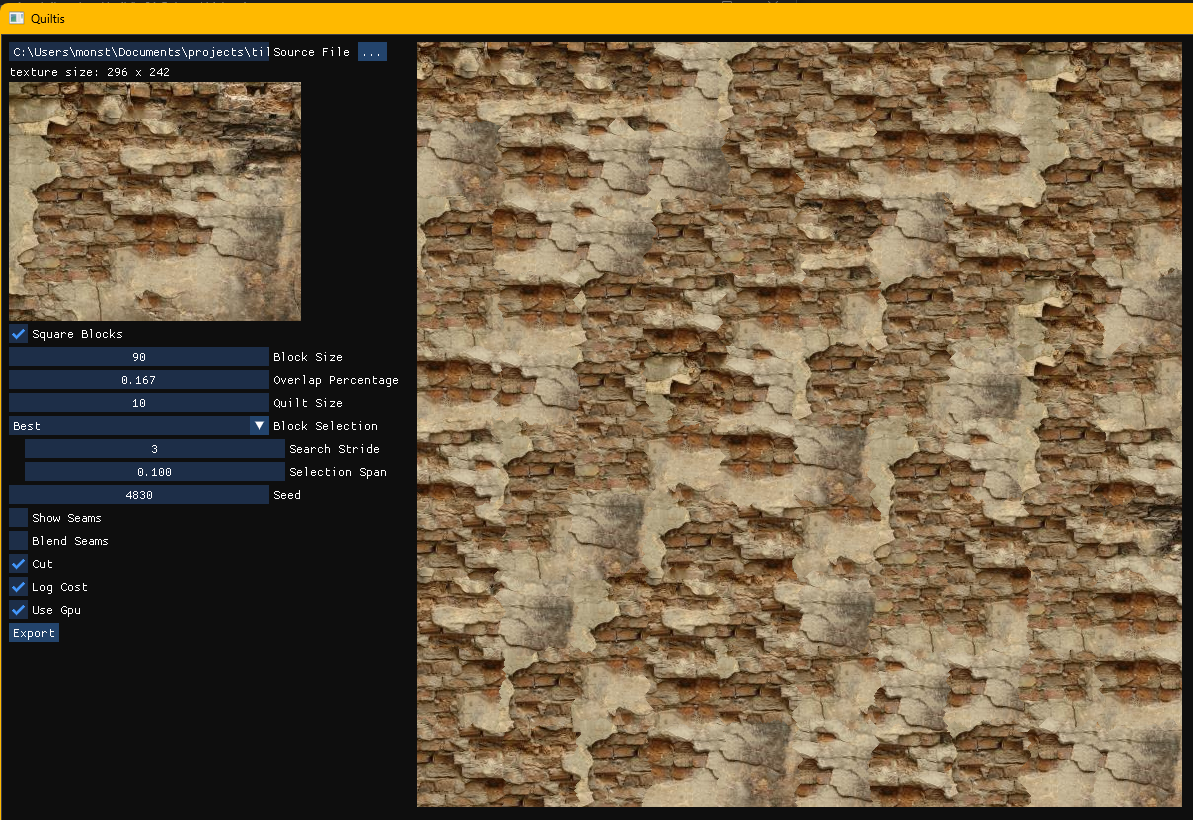 Quiltis
C:\Users\monst\Documents\projects\til Source File ...
texture size: 296 x 242
Square Blocks
90 Block Size
0.167 Overlap Percentage
10 Quilt Size
Best Block Selection
3 Search Stride
0.100 Selection Span
4830 Seed
Show Seams
Blend Seams
Cut
Log Cost
Use Gpu
Export